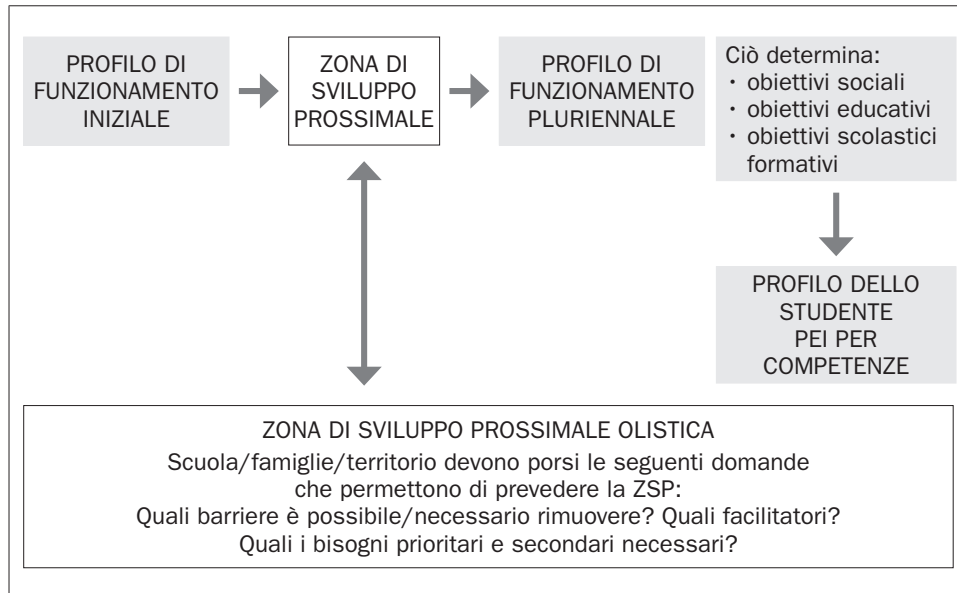 PROFILO DI
FUNZIONAMENTO
INIZIALE
ZONA DI
SVILUPPO
PROSSIMALE
PROFILO DI
FUNZIONAMENTO
PLURIENNALE
Ciò determina:
· obiettivi sociali
· obiettivi educativi
· obiettivi scolastici
formativi
PROFILO DELLO
STUDENTE
PEI PER
COMPETENZE
ZONA DI SVILUPPO PROSSIMALE OLISTICA
Scuola/famiglie/territorio devono porsi le seguenti domande
che permettono di prevedere la ZSP:
Quali barriere è possibile/necessario rimuovere? Quali facilitatori?
Quali i bisogni prioritari e secondari necessari?